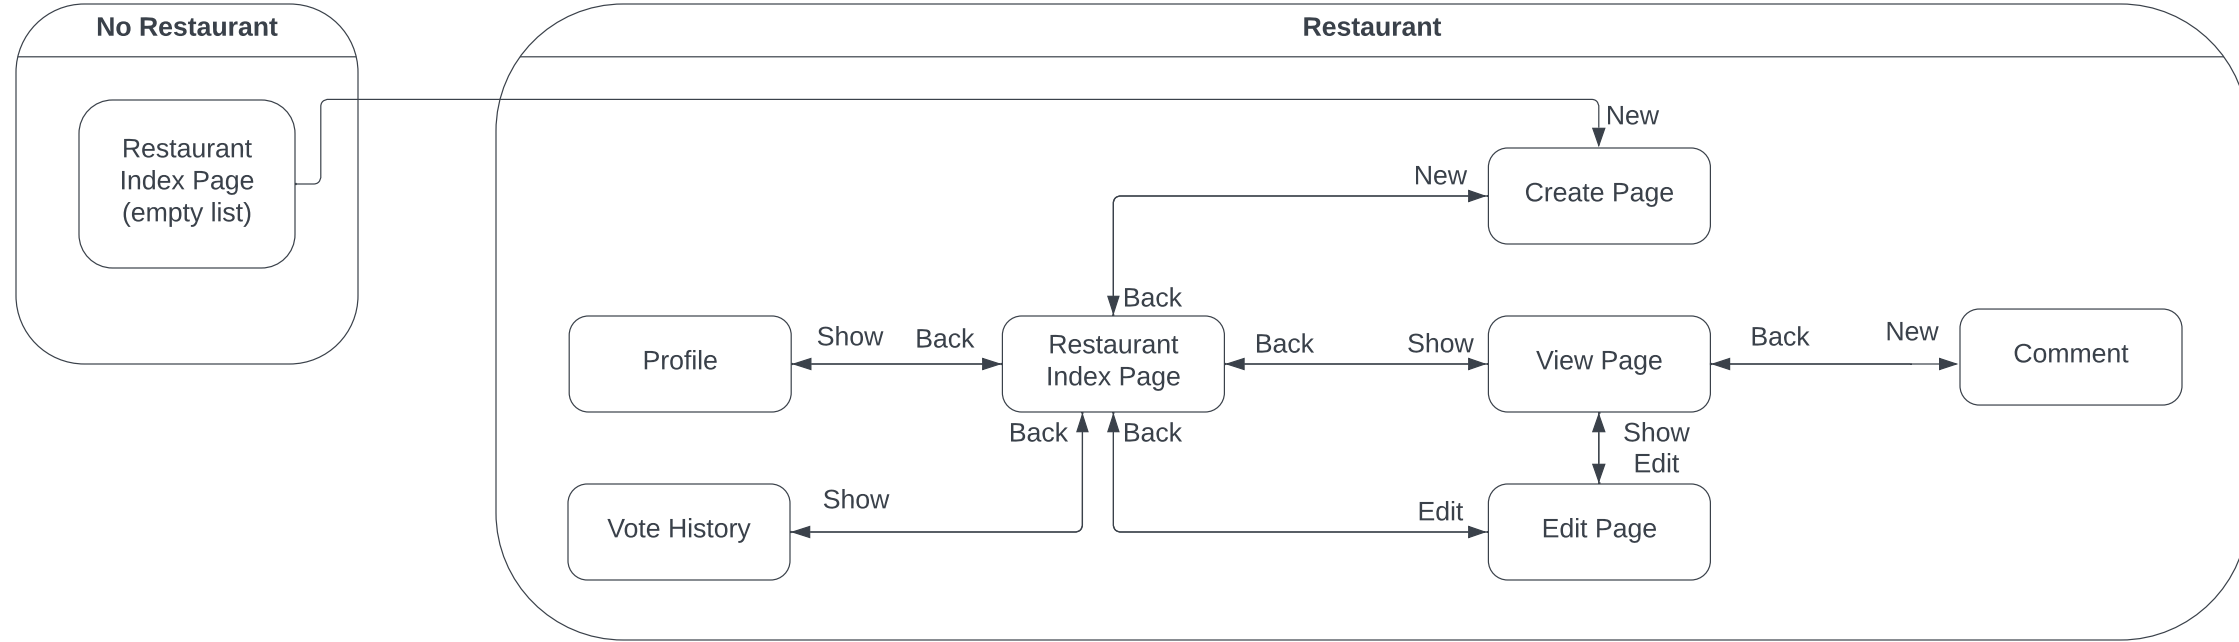 No Restaurant
Restaurant
Index Page
(empty list)
Restaurant
New
New
Create Page
Back
Profile
Show
Back
Restaurant
Index Page
Back
Show
View Page
Back
New
Comment
Back
Back
Show
Edit
Vote History
Show
Edit
Edit Page